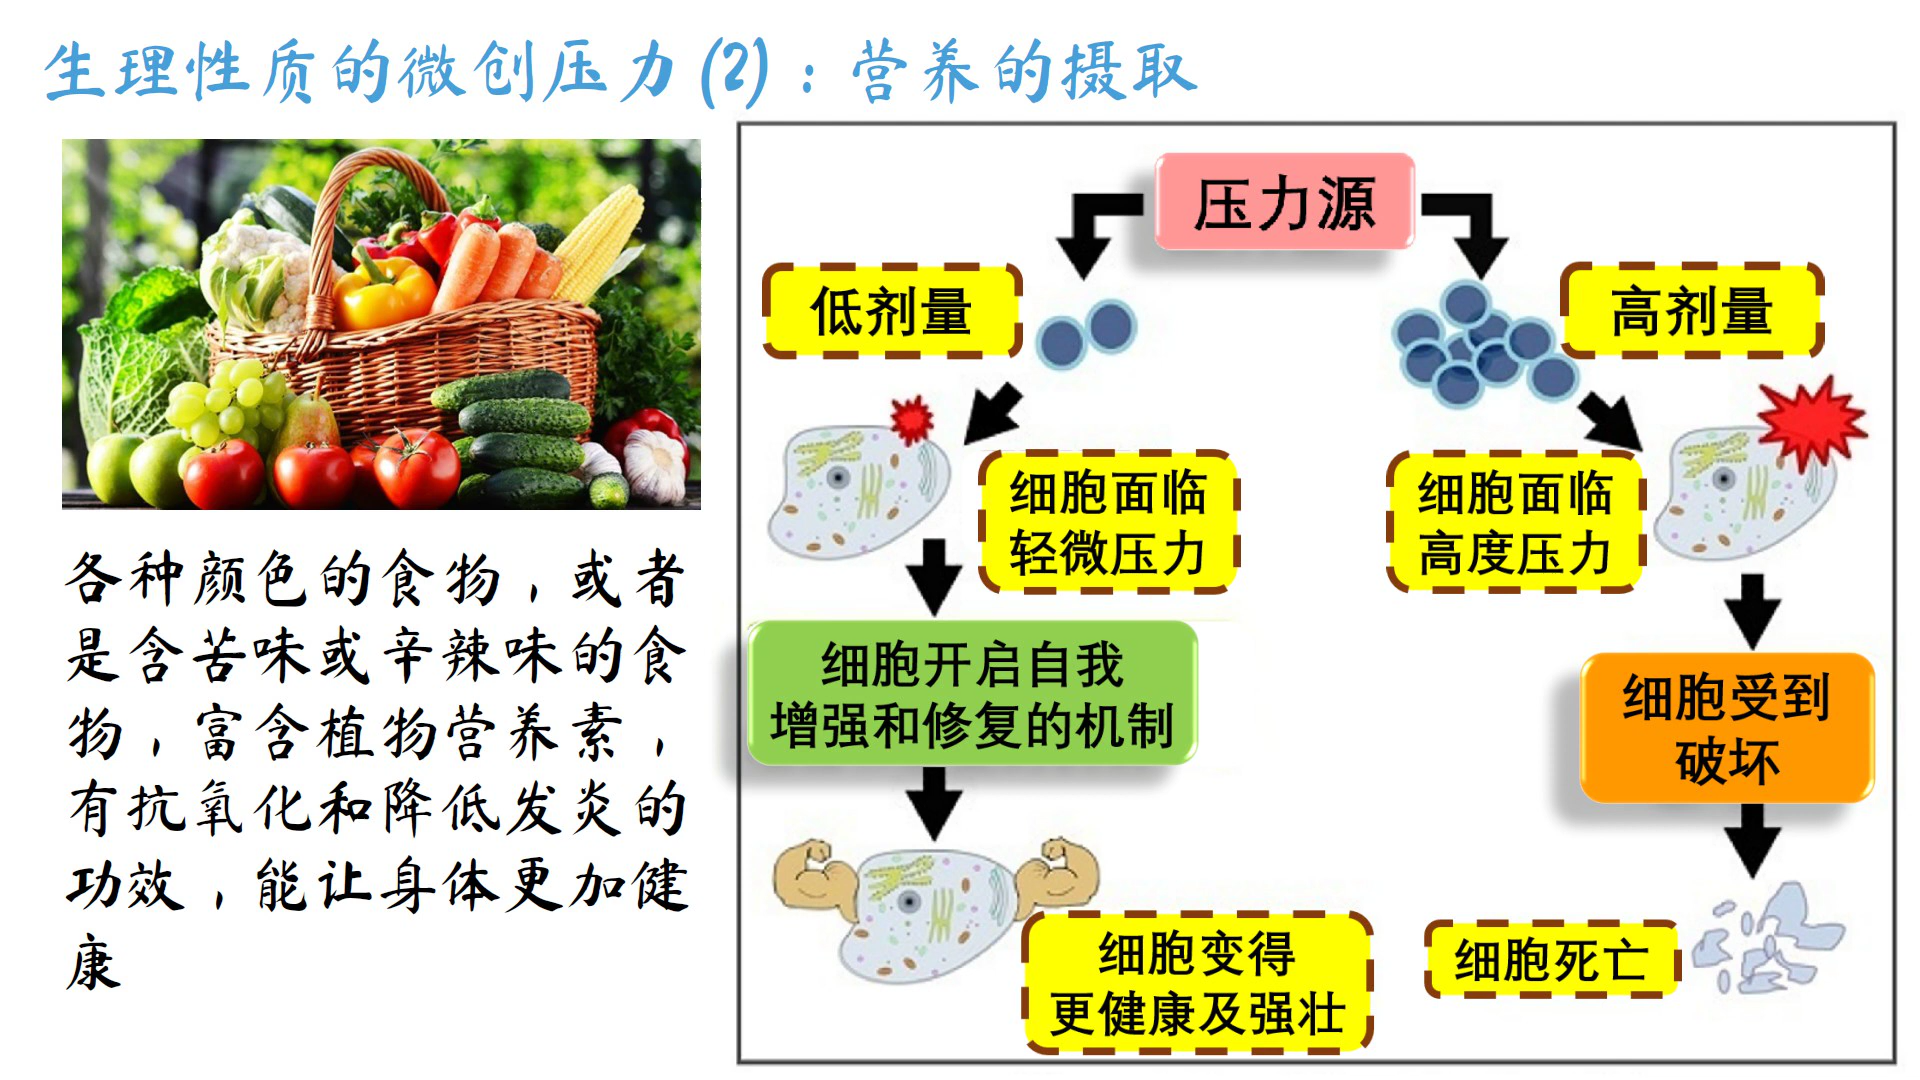 生理性质的微创压力(2)：营养的摄取
各种颜色的食物，或者
是含苦味或辛辣味的食
物，富含植物营养素，
有抗氧化和降低发炎的
功效，能让身体更加健
康
压力源
低剂量
高剂量
细胞面临
轻微压力
细胞面临
高度压力
细胞开启自我
增强和修复的机制
细胞受到
破坏
细胞变得
更健康及强壮
细胞死亡